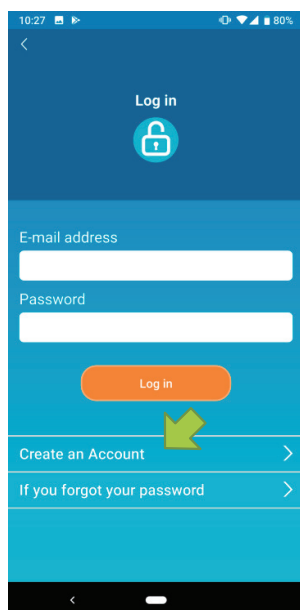 10:27 80%
Log in
E-mail address
Password
Log in
Create an Account
If you forgot your password